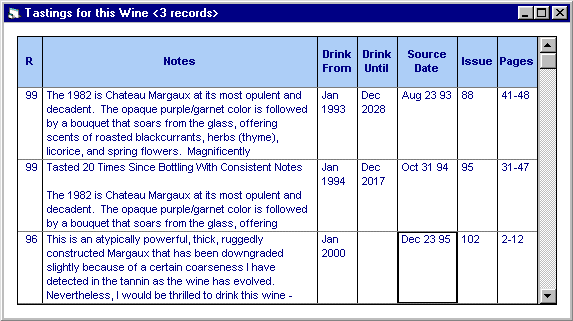 Tastings for this Wine <3 records>
R Notes Drink From Drink Until Source Date Issue Pages
99 The 1982 is Chateau Margaux at its most opulent and Jan 1993 Dec 2028 Aug 23 93 88 41-48
decadent. The opaque purple/garnet color is followed
by a bouquet that soars from the glass, offering
scents of roasted blackcurrants, herbs (thyme),
licorice, and spring flowers. Magnificently
99 Tasted 20 Times Since Bottling With Consistent Notes Jan 1994 Dec 2017 Oct 31 94 95 31-47
The 1982 is Chateau Margaux at its most opulent and
decadent. The opaque purple/garnet color is followed
by a bouquet that soars from the glass, offering
96 This is an atypically powerful, thick, ruggedly Jan 2000 Dec 23 95 102 2-12
constructed Margaux that has been downgraded
slightly because of a certain coarseness I have
detected in the tannin as the wine has evolved.
Nevertheless, I would be thrilled to drink this wine -